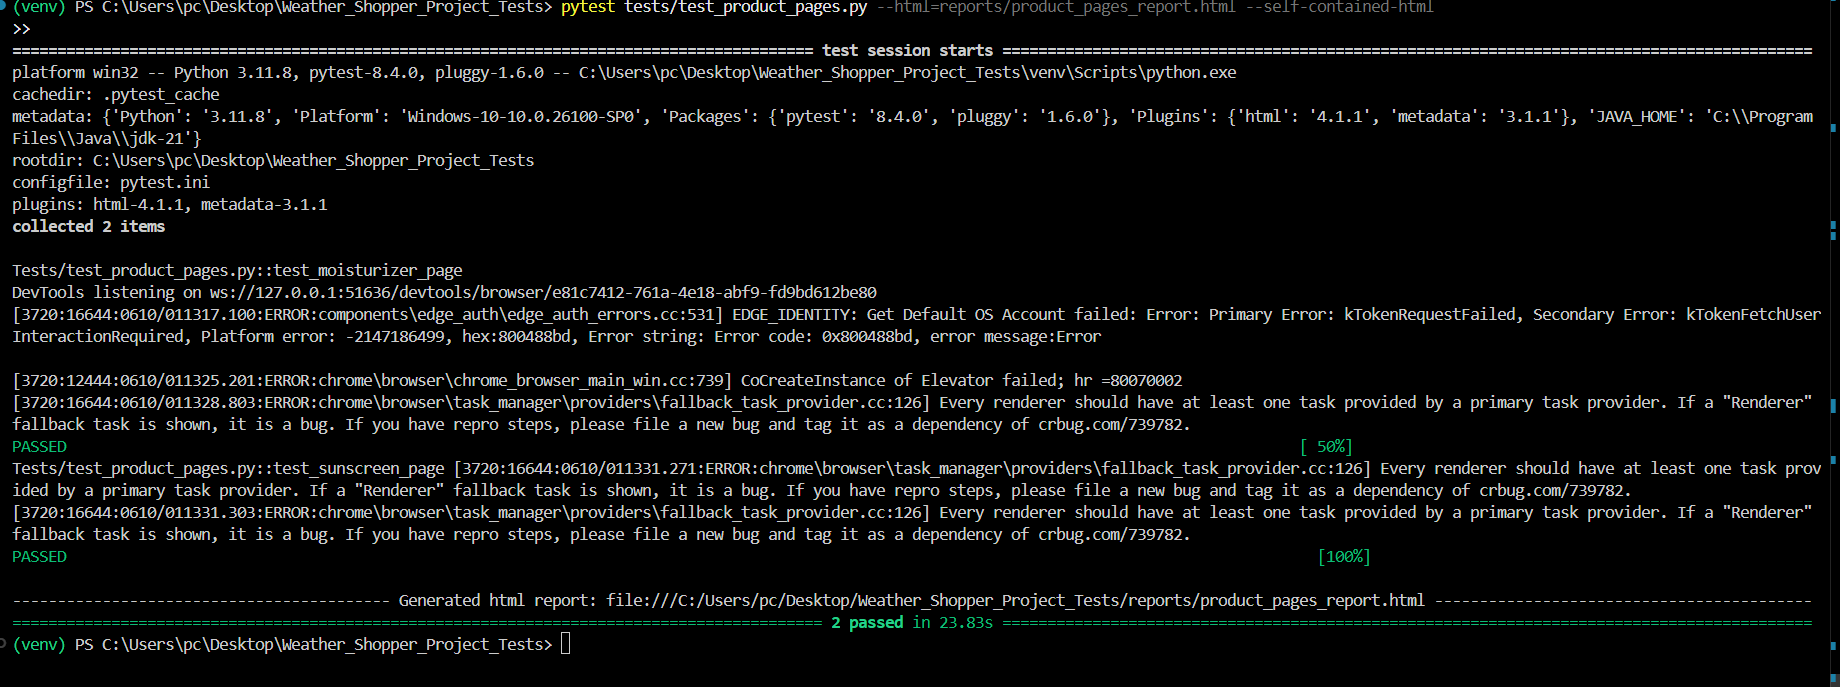 (venv) PS C:\Users\pc\Desktop\Weather_Shopper_Project_Tests> pytest tests/test_product_pages.py --html=reports/product_pages_report.html --self-contained-html
>>
========================================================================================= test session starts ==========================================================================================
platform win32 -- Python 3.11.8, pytest-8.4.0, pluggy-1.6.0 -- C:\Users\pc\Desktop\Weather_Shopper_Project_Tests\venv\Scripts\python.exe
cachedir: .pytest_cache
metadata: {'Python': '3.11.8', 'Platform': 'Windows-10-10.0.26100-SP0', 'Packages': {'pytest': '8.4.0', 'pluggy': '1.6.0'}, 'Plugins': {'html': '4.1.1', 'metadata': '3.1.1'}, 'JAVA_HOME': 'C:\\Program
Files\\Java\\jdk-21'}
rootdir: C:\Users\pc\Desktop\Weather_Shopper_Project_Tests
configfile: pytest.ini
plugins: html-4.1.1, metadata-3.1.1
collected 2 items
Tests/test_product_pages.py::test_moisturizer_page
DevTools listening on ws://127.0.0.1:51636/devtools/browser/e81c7412-761a-4e18-abf9-fd9bd612be80
[3720:16644:0610/011317.100:ERROR:components\edge_auth\edge_auth_errors.cc:531] EDGE_IDENTITY: Get Default OS Account failed: Error: Primary Error: kTokenRequestFailed, Secondary Error: kTokenFetchUser
InteractionRequired, Platform error: -2147186499, hex:800488bd, Error string: Error code: 0x800488bd, error message:Error
[3720:12444:0610/011325.201:ERROR:chrome\browser\chrome_browser_main_win.cc:739] CoCreateInstance of Elevator failed; hr =80070002
[3720:16644:0610/011328.803:ERROR:chrome\browser\task_manager\providers\fallback_task_provider.cc:126] Every renderer should have at least one task provided by a primary task provider. If a "Renderer"
fallback task is shown, it is a bug. If you have repro steps, please file a new bug and tag it as a dependency of crbug.com/739782.
PASSED [ 50%]
Tests/test_product_pages.py::test_sunscreen_page [3720:16644:0610/011331.271:ERROR:chrome\browser\task_manager\providers\fallback_task_provider.cc:126] Every renderer should have at least one task prov
ided by a primary task provider. If a "Renderer" fallback task is shown, it is a bug. If you have repro steps, please file a new bug and tag it as a dependency of crbug.com/739782.
[3720:16644:0610/011331.303:ERROR:chrome\browser\task_manager\providers\fallback_task_provider.cc:126] Every renderer should have at least one task provided by a primary task provider. If a "Renderer"
fallback task is shown, it is a bug. If you have repro steps, please file a new bug and tag it as a dependency of crbug.com/739782.
PASSED [100%]
------------------------------------------ Generated html report: file:///C:/Users/pc/Desktop/Weather_Shopper_Project_Tests/reports/product_pages_report.html ------------------------------------------
========================================================================================== 2 passed in 23.83s ==========================================================================================
(venv) PS C:\Users\pc\Desktop\Weather_Shopper_Project_Tests>